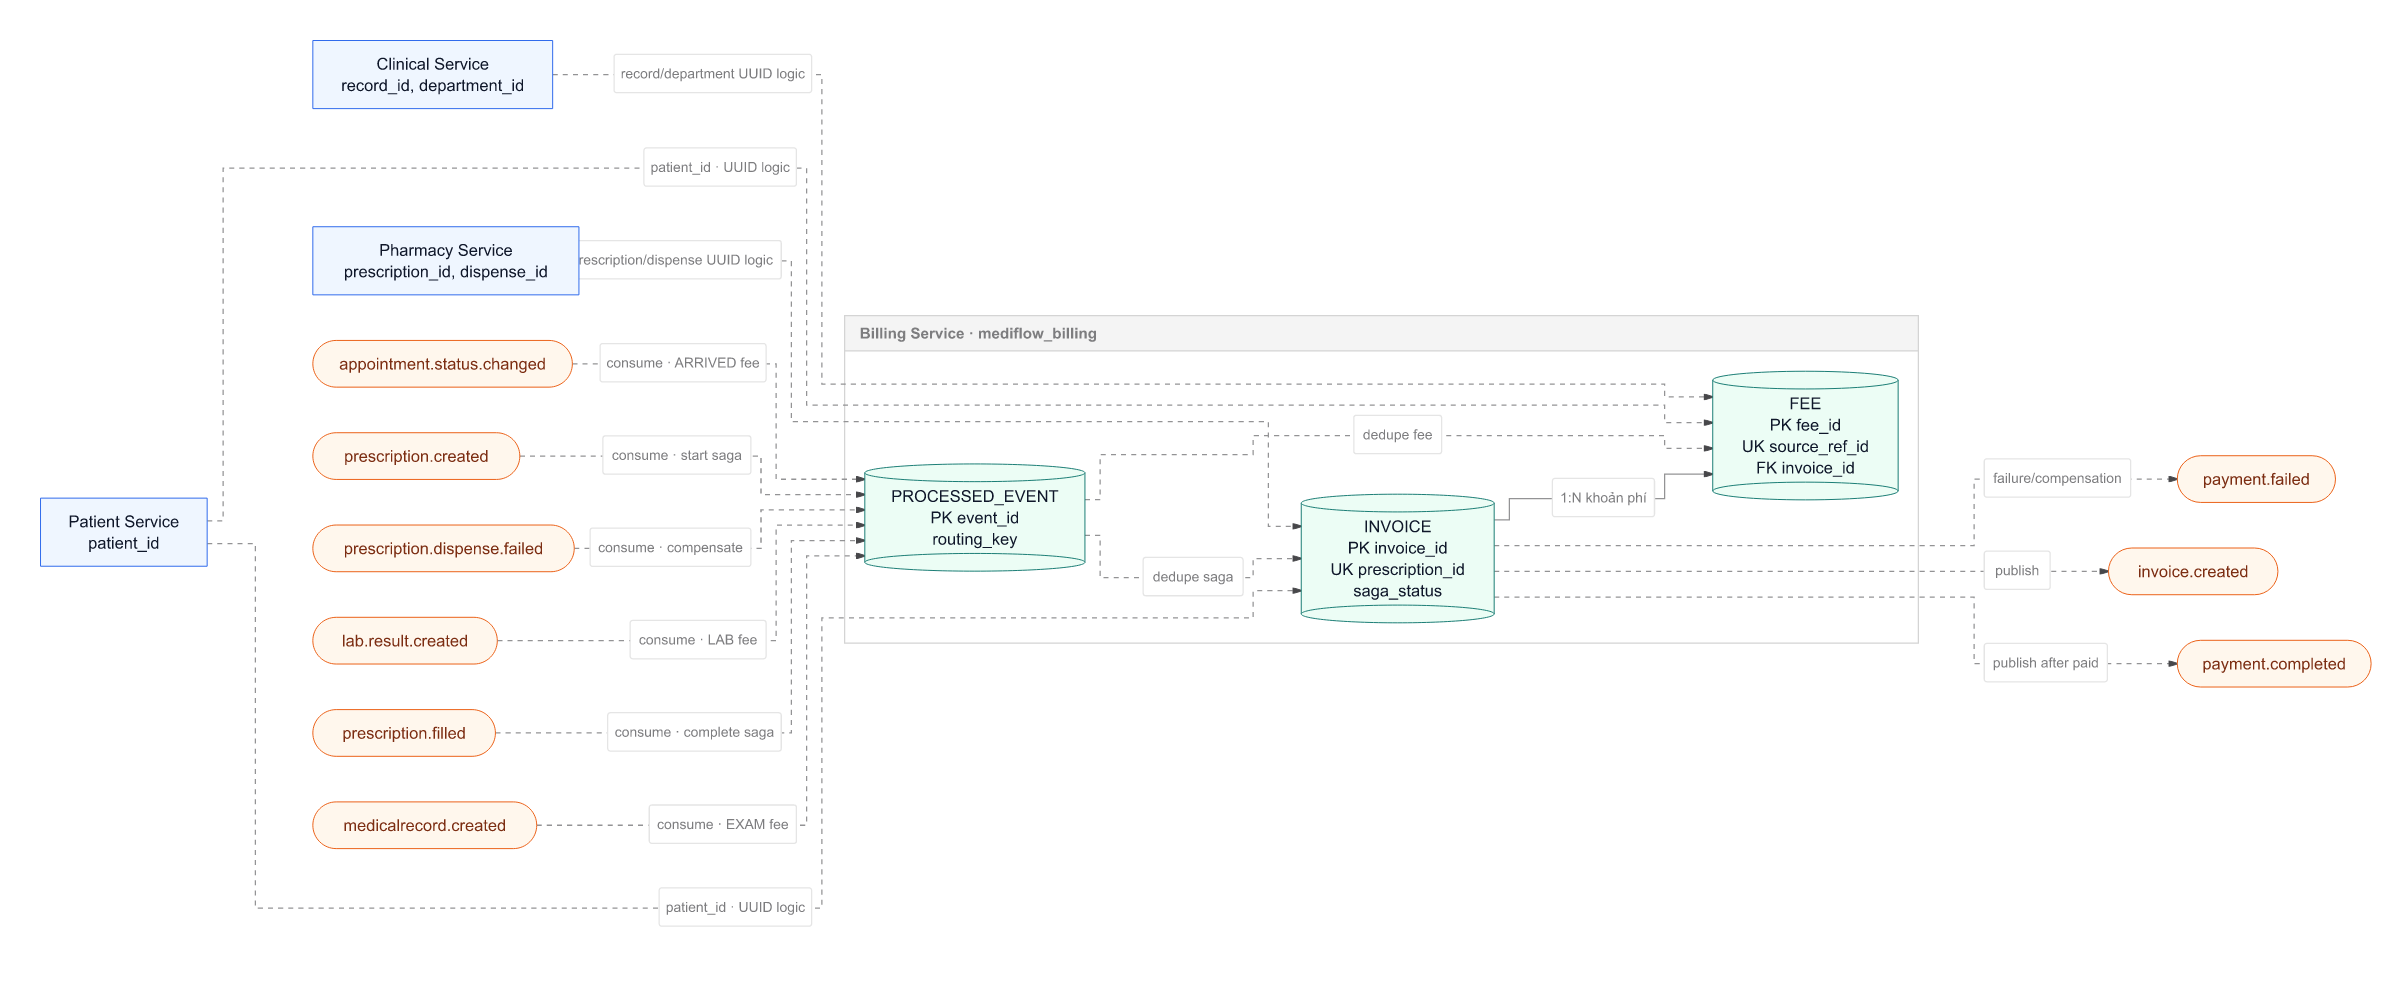 Clinical Service
record_id, department_id
record/department UUID logic
patient_id · UUID logic
Pharmacy Service
prescription_id, dispense_id
rescription/dispense UUID logic
Billing Service · mediflow_billing
appointment.status.changed
consume · ARRIVED fee
FEE
PK fee_id
UK source_ref_id
FK invoice_id
dedupe fee
prescription.created
consume · start saga
failure/compensation
payment.failed
PROCESSED_EVENT
PK event_id
routing_key
1:N khoản phí
Patient Service
patient_id
prescription.dispense.failed
consume · compensate
INVOICE
PK invoice_id
UK prescription_id
saga_status
dedupe saga
publish
invoice.created
lab.result.created
consume · LAB fee
publish after paid
payment.completed
prescription.filled
consume · complete saga
medicalrecord.created
consume · EXAM fee
patient_id · UUID logic